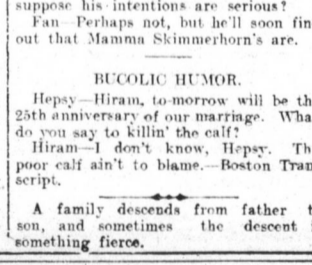 suppose his intentions are serious?
Fan—Perhaps not, but he'll soon fin
out that Mamma Skimmerhorn's are.
BUCOLIC HUMOR.
Hepsy—Hiram, to-morrow will be th
25th anniversary of our marriage. Wha
do you say to killin' the calf?
Hiram—I don't know, Hepsy. Th
poor calf ain't to blame.—Boston Tran
script.
A family descends from father t
son, and sometimes the descent i
something fierce.